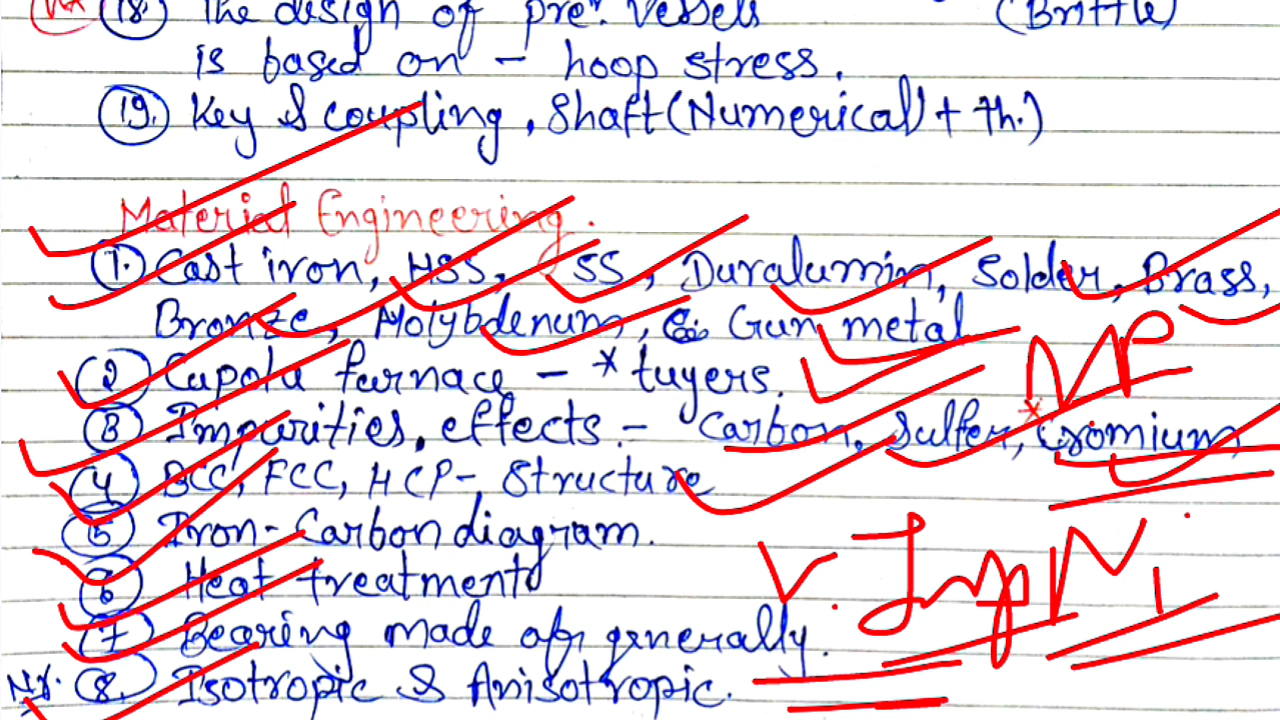 (18.) The design of pre^r. vessels (Brittle)
is based on - hoop stress.
(19.) Key & coupling, Shaft (Numerical + th.)
Material Engineering.
(1.) Cast iron, HSS, SS, Duralumin, Solder, Brass,
Bronze, Molybdenum, Gun metal
(2) Cupola furnace - * tuyers.
(3) Impurities, effects - Carbon, Sulfer, *Cromium,
(4) BCC, FCC, HCP-, Structure
(5) Iron-Carbon diagram.
(6) Heat treatment
(7) Bearing made of generally.
(8.) Isotropic & Anisotropic.
V. Imp